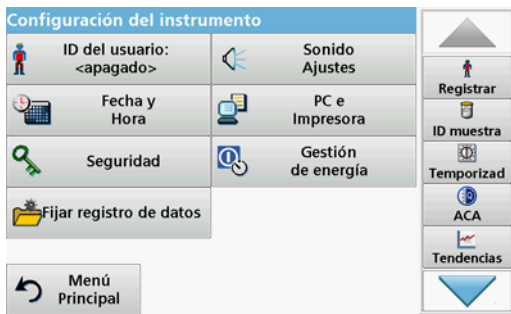 Configuración del instrumento
ID del usuario:
<apagado>
Sonido
Ajustes
Fecha y
Hora
PC e
Impresora
Seguridad
Gestión
de energía
Fijar registro de datos
Menú
Principal
Registrar
ID muestra
Temporizad
ACA
Tendencias